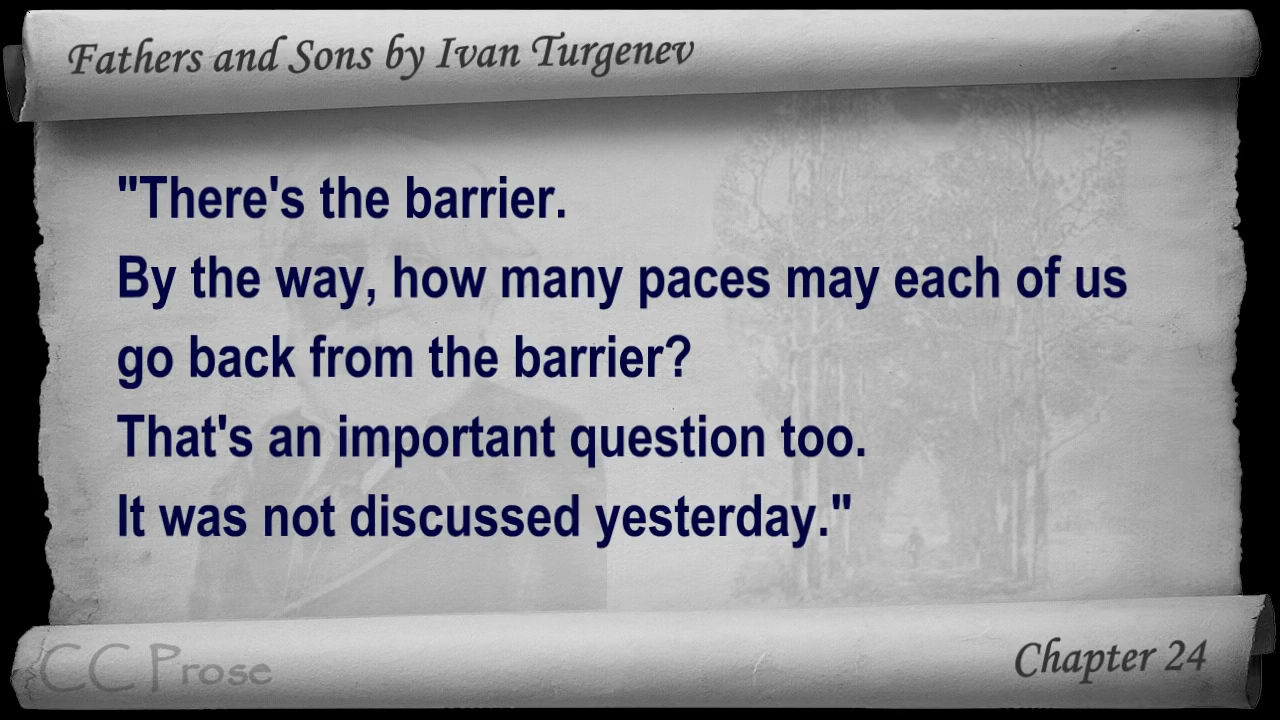 Fathers and Sons by Ivan Turgenev
"There's the barrier.
By the way, how many paces may each of us
go back from the barrier?
That's an important question too.
It was not discussed yesterday."
CC Prose
Chapter 24